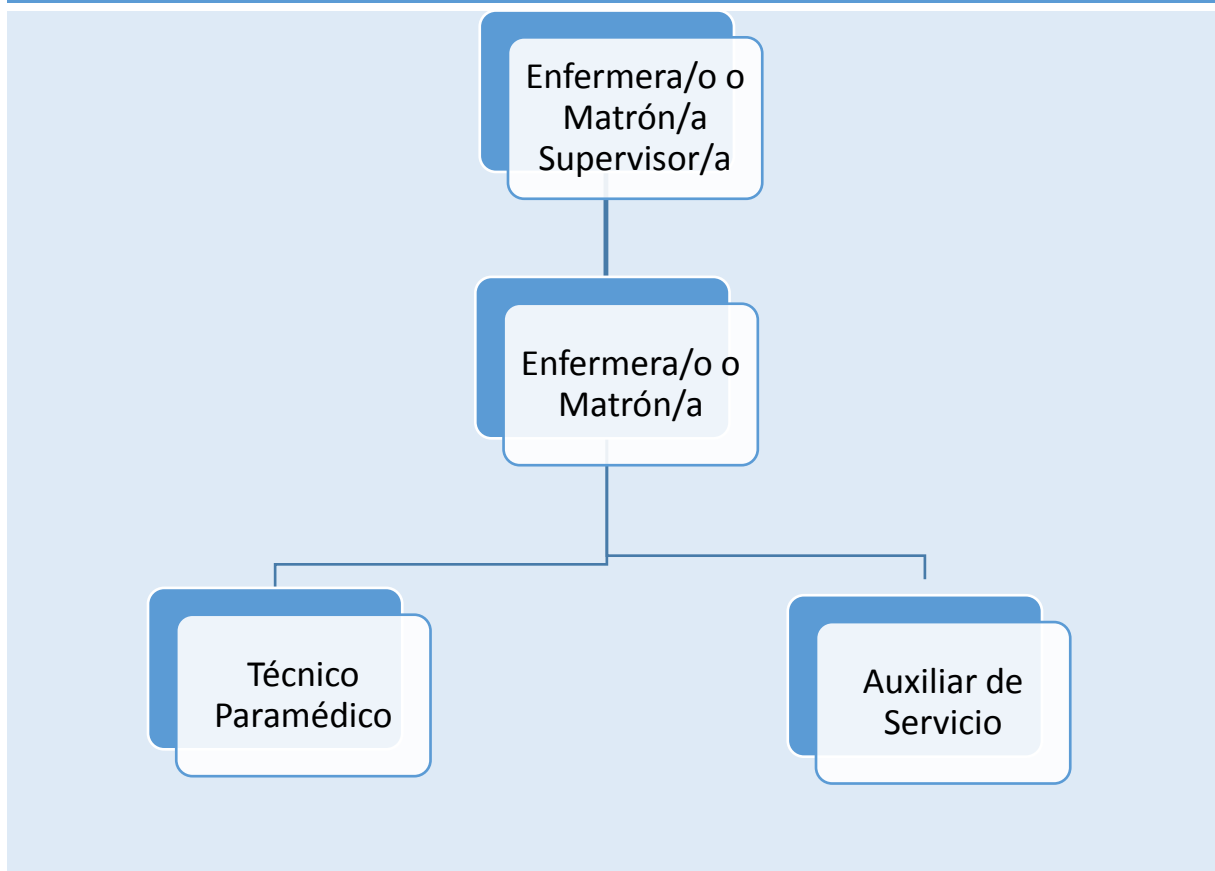 Enfermera/o o
Matrón/a
Supervisor/a
Enfermera/o o
Matrón/a
Técnico
Paramédico
Auxiliar de
Servicio